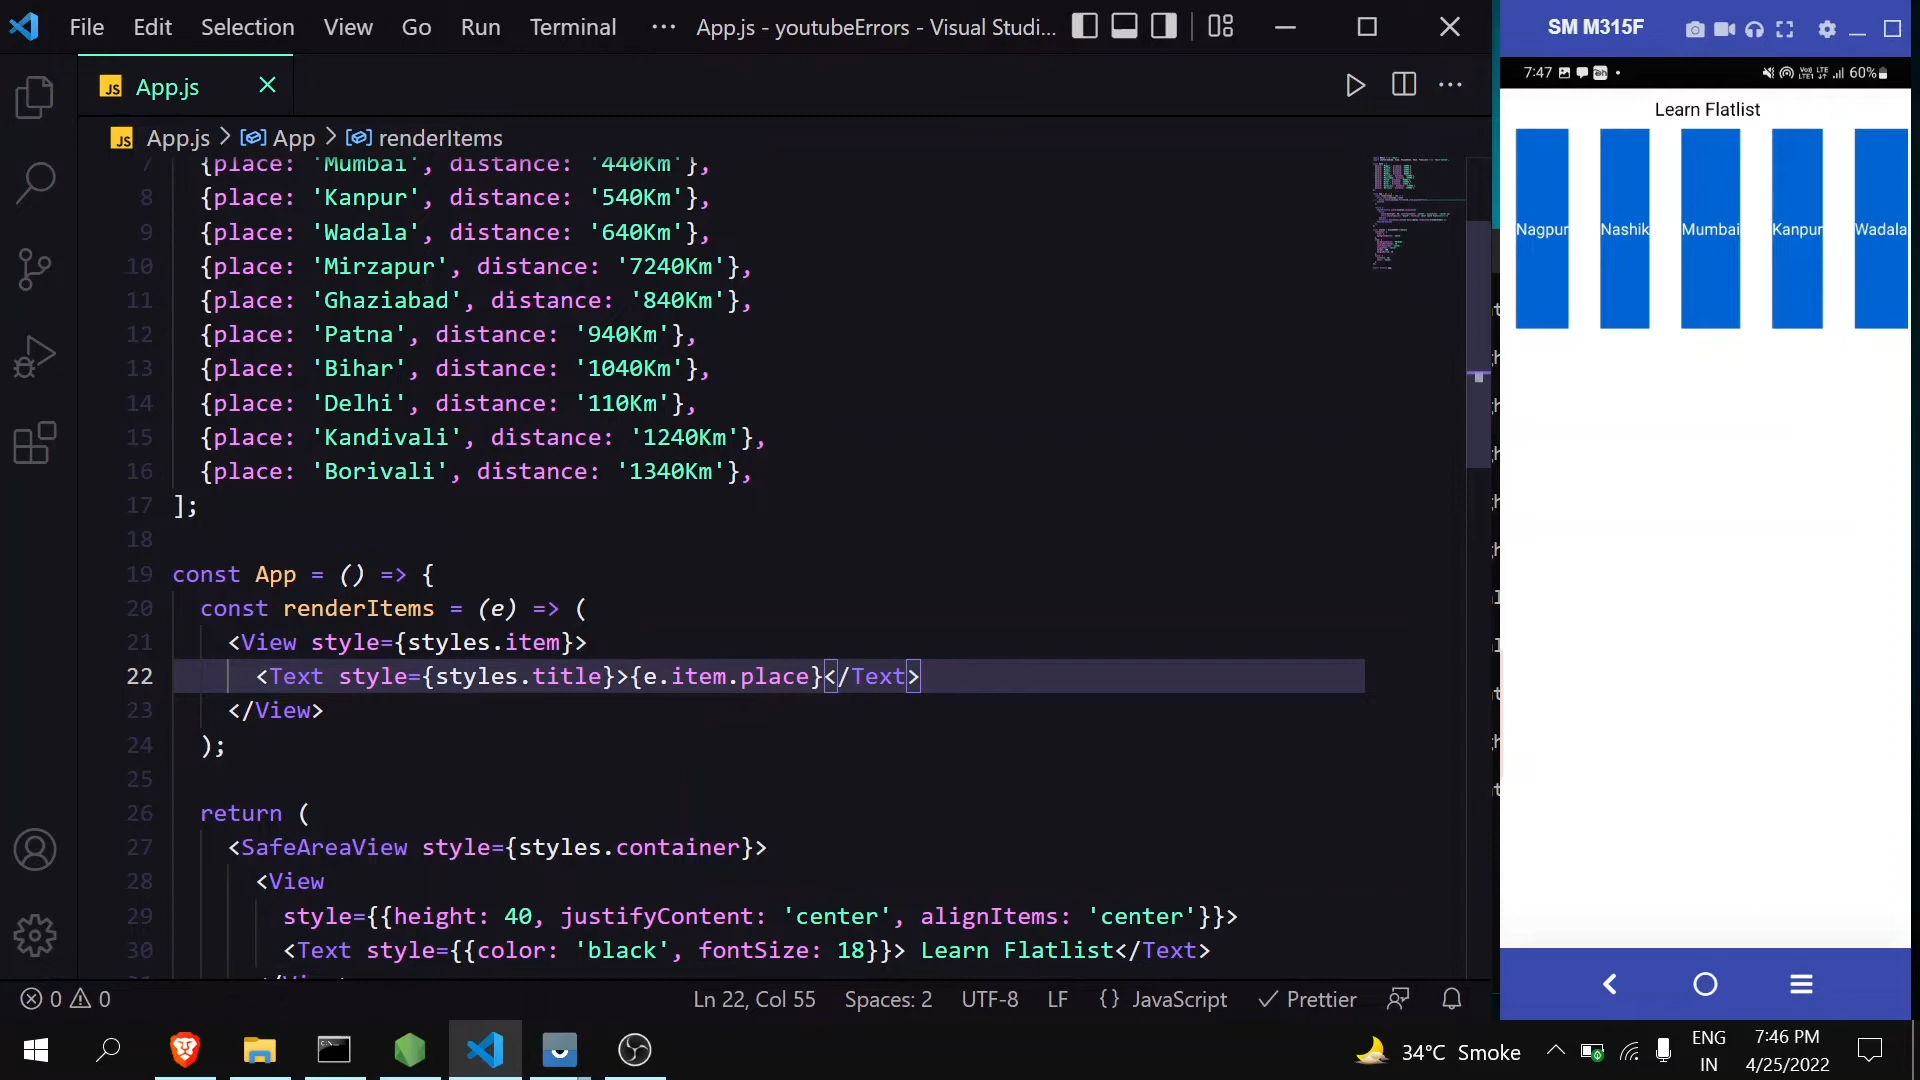 File Edit Selection View Go Run Terminal ··· App.js - youtubeErrors - Visual Studi...
App.js
App.js > App > renderItems
7 {place: 'Mumbai', distance: '440Km'},
8 {place: 'Kanpur', distance: '540Km'},
9 {place: 'Wadala', distance: '640Km'},
10 {place: 'Mirzapur', distance: '7240Km'},
11 {place: 'Ghaziabad', distance: '840Km'},
12 {place: 'Patna', distance: '940Km'},
13 {place: 'Bihar', distance: '1040Km'},
14 {place: 'Delhi', distance: '110Km'},
15 {place: 'Kandivali', distance: '1240Km'},
16 {place: 'Borivali', distance: '1340Km'},
17 ];
18
19 const App = () => {
20 const renderItems = (e) => (
21 <View style={styles.item}>
22 <Text style={styles.title}>{e.item.place}</Text>
23 </View>
24 );
25
26 return (
27 <SafeAreaView style={styles.container}>
28 <View
29 style={{height: 40, justifyContent: 'center', alignItems: 'center'}}>
30 <Text style={{color: 'black', fontSize: 18}}> Learn Flatlist</Text>
0 0 Ln 22, Col 55 Spaces: 2 UTF-8 LF {} JavaScript Prettier
SM M315F
7:47 60%
Learn Flatlist
Nagpur Nashik Mumbai Kanpur Wadala
34°C Smoke
ENG
IN
7:46 PM
4/25/2022